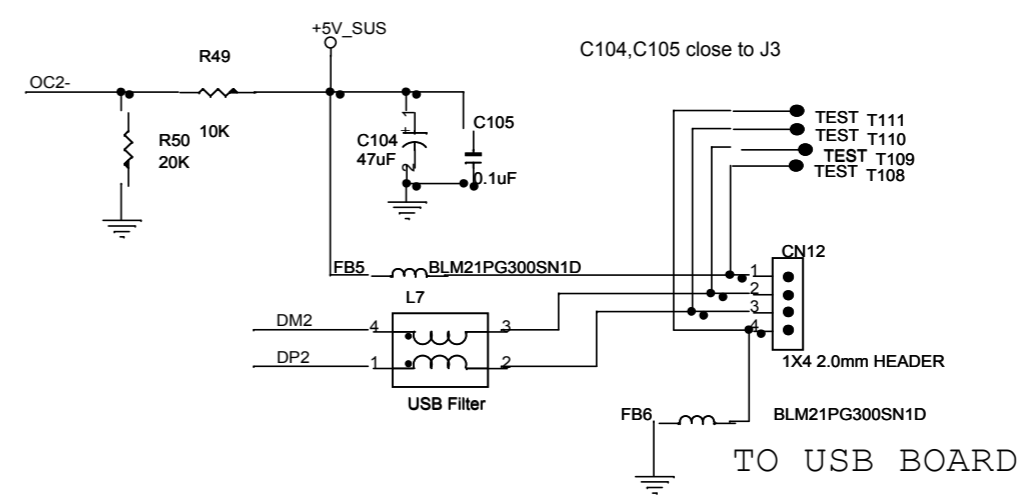 +5V_SUS
C104,C105 close to J3
R49
OC2-
10K
R50
20K
1
+
C104
47uF
2
C105
0.1uF
TEST T111
TEST T110
TEST T109
TEST T108
FB5
BLM21PG300SN1D
CN12
1
2
3
4
L7
DM2
4
3
DP2
1
2
USB Filter
1X4 2.0mm HEADER
FB6
BLM21PG300SN1D
TO USB BOARD